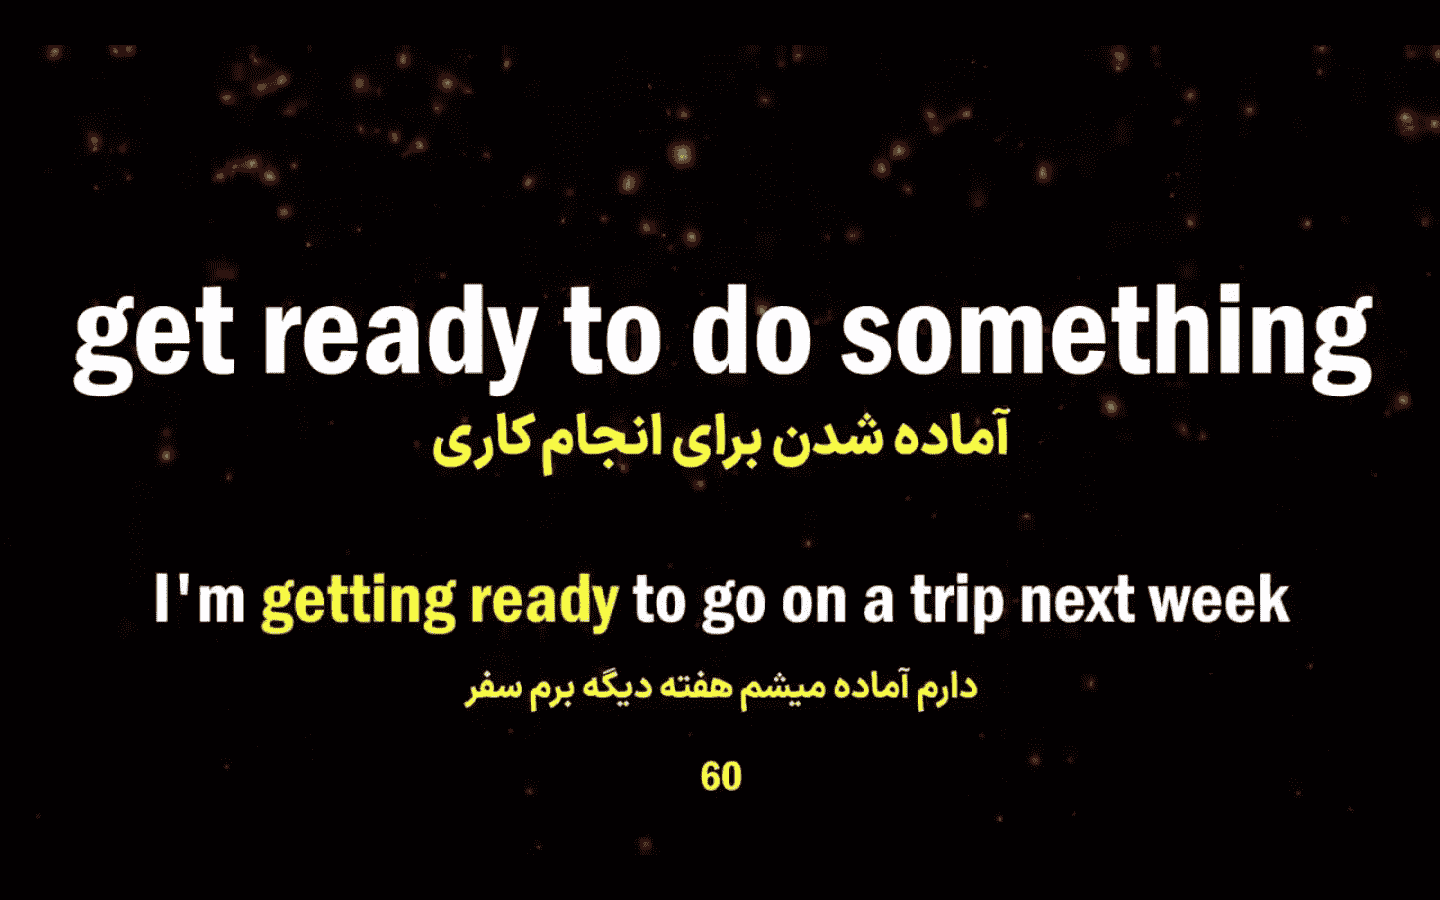 get ready to do something
آماده شدن برای انجام کاری
I'm getting ready to go on a trip next week
دارم آماده میشم هفته دیگه برم سفر
60